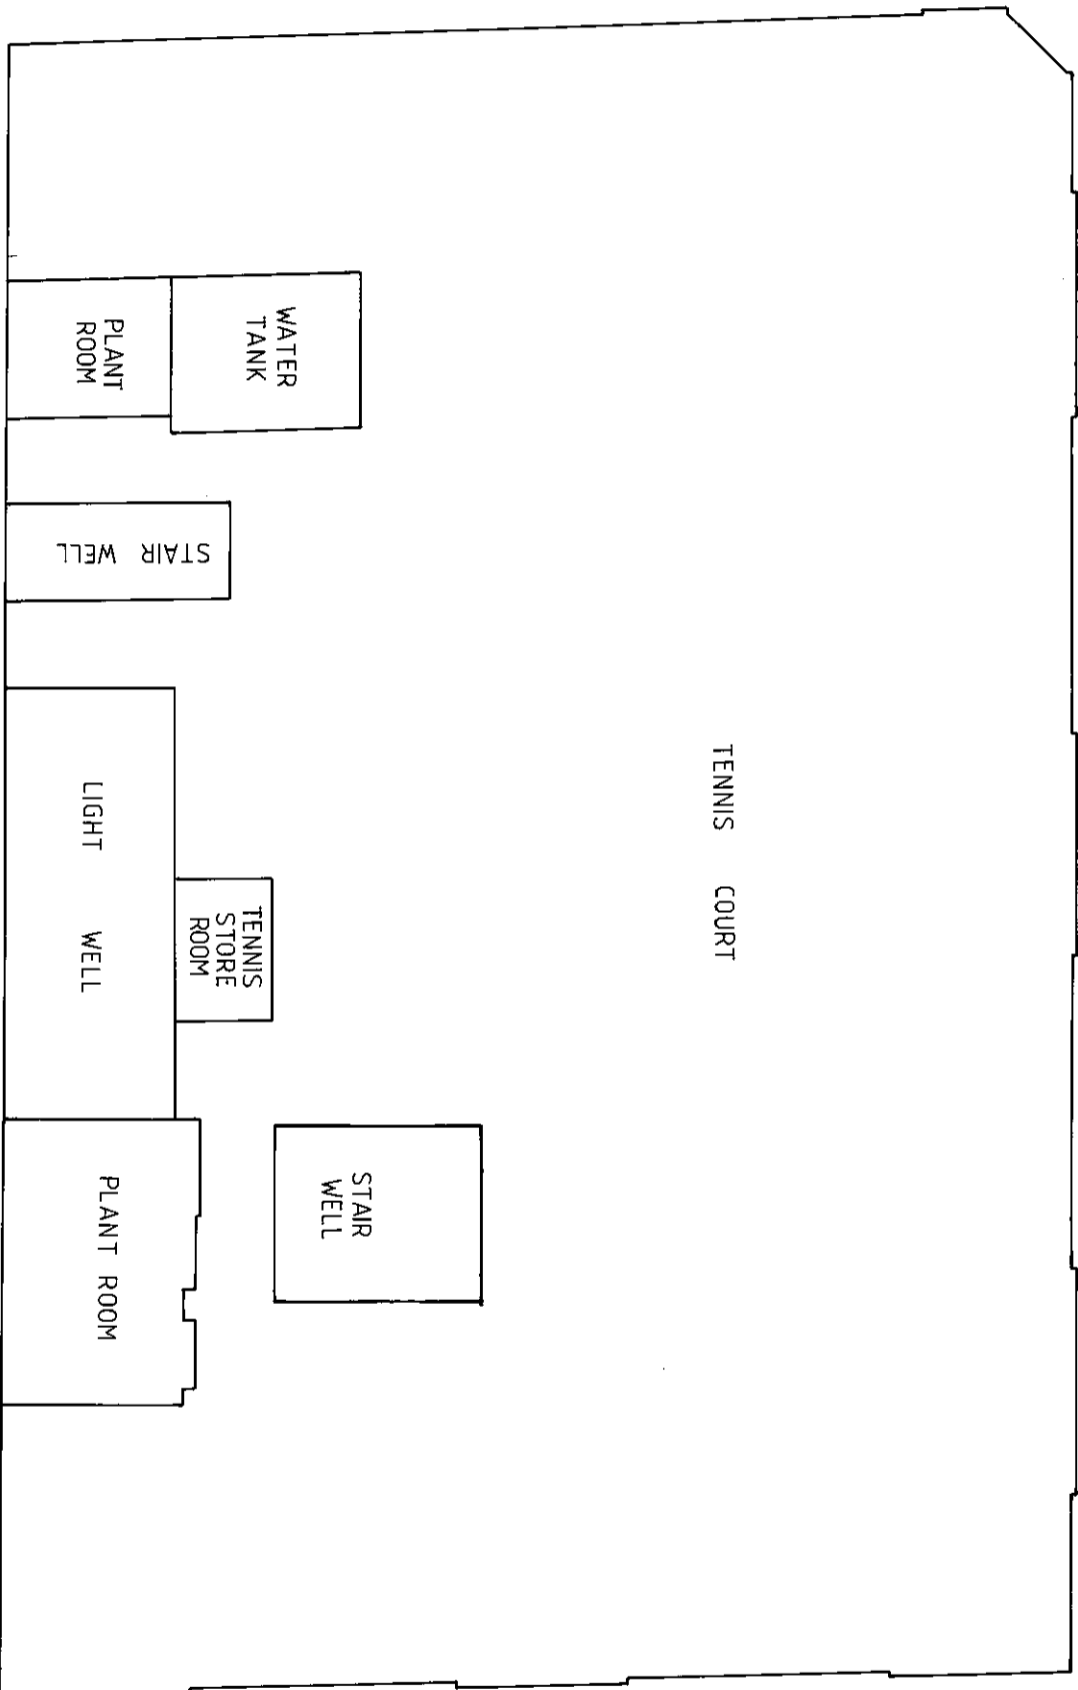 PLANT
ROOM
WATER
TANK
STAIR WELL
LIGHT WELL
TENNIS
STORE
ROOM
PLANT ROOM
STAIR
WELL
TENNIS COURT